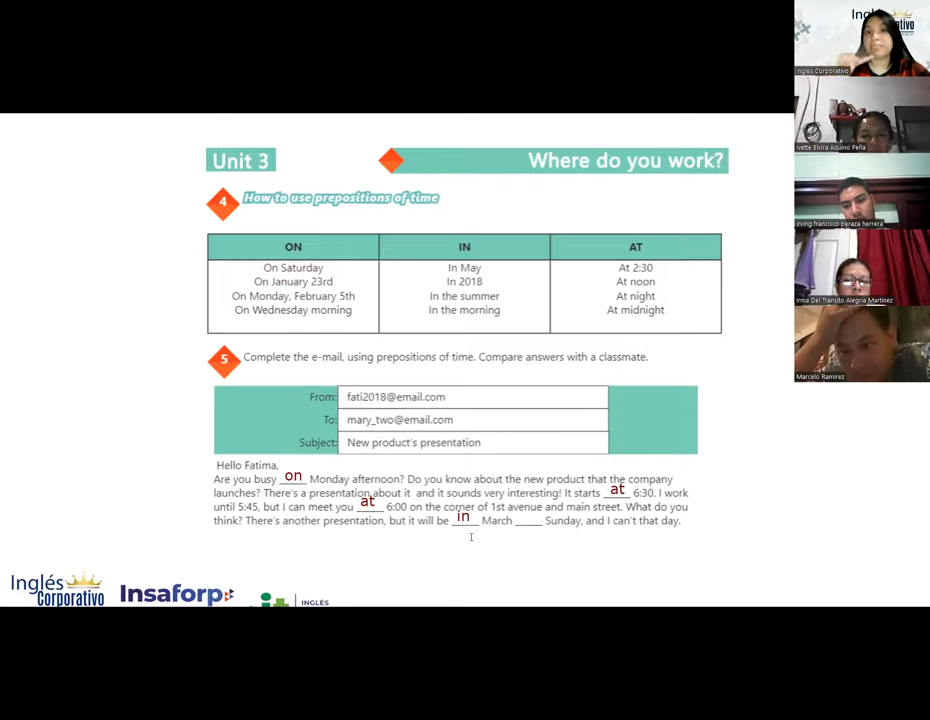 Unit 3
Where do you work?
4
How to use prepositions of time
ON IN AT
On Saturday In May At 2:30
On January 23rd In 2018 At noon
On Monday, February 5th In the summer At night
On Wednesday morning In the morning At midnight
5
Complete the e-mail, using prepositions of time. Compare answers with a classmate.
From: fati2018@email.com
To: mary_two@email.com
Subject: New product's presentation
Hello Fatima,
Are you busy on Monday afternoon? Do you know about the new product that the company
launches? There's a presentation about it and it sounds very interesting! It starts at 6:30. I work
until 5:45, but I can meet you at 6:00 on the corner of 1st avenue and main street. What do you
think? There's another presentation, but it will be in March _____ Sunday, and I can't that day.
Inglés
Corporativo
Insaforp
INGLÉS
Inglés Corporativo
Ivette Elvira Aquino Peña
irving francisco peraza herrera
Irma Del Transito Alegria Martinez
Marcelo Ramirez